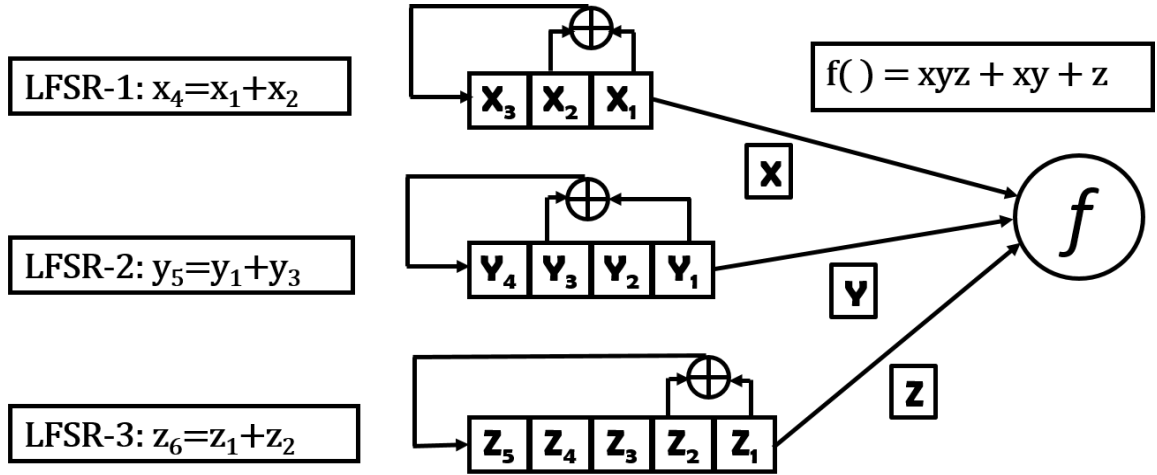 LFSR-1: x₄=x₁+x₂
X₃ X₂ X₁
f( ) = xyz + xy + z
X
LFSR-2: y₅=y₁+y₃
Y₄ Y₃ Y₂ Y₁
Y
f
LFSR-3: z₆=z₁+z₂
Z₅ Z₄ Z₃ Z₂ Z₁
Z